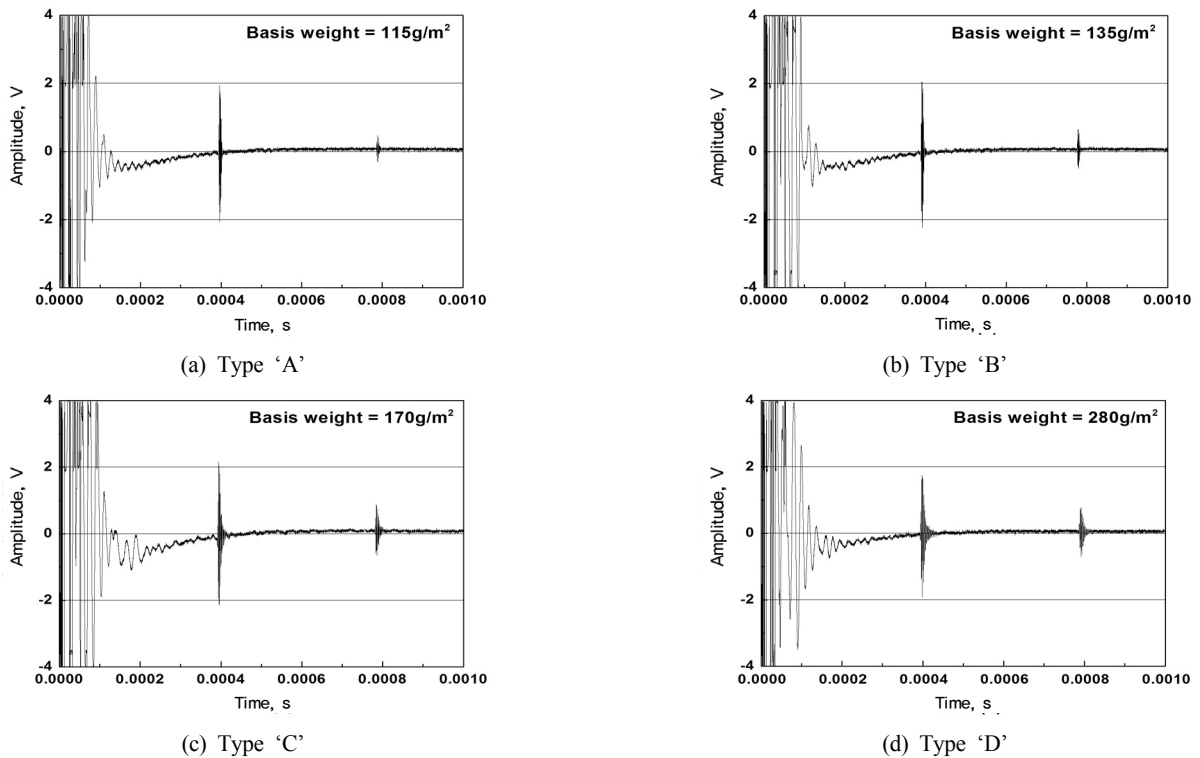 Basis weight = 115g/m²
4
2
0
-2
-4
Amplitude, V
0.0000 0.0002 0.0004 0.0006 0.0008 0.0010
Time, s
(a) Type ‘A’
Basis weight = 135g/m²
4
2
0
-2
-4
Amplitude, V
0.0000 0.0002 0.0004 0.0006 0.0008 0.0010
Time, s
(b) Type ‘B’
Basis weight = 170g/m²
4
2
0
-2
-4
Amplitude, V
0.0000 0.0002 0.0004 0.0006 0.0008 0.0010
Time, s
(c) Type ‘C’
Basis weight = 280g/m²
4
2
0
-2
-4
Amplitude, V
0.0000 0.0002 0.0004 0.0006 0.0008 0.0010
Time, s
(d) Type ‘D’